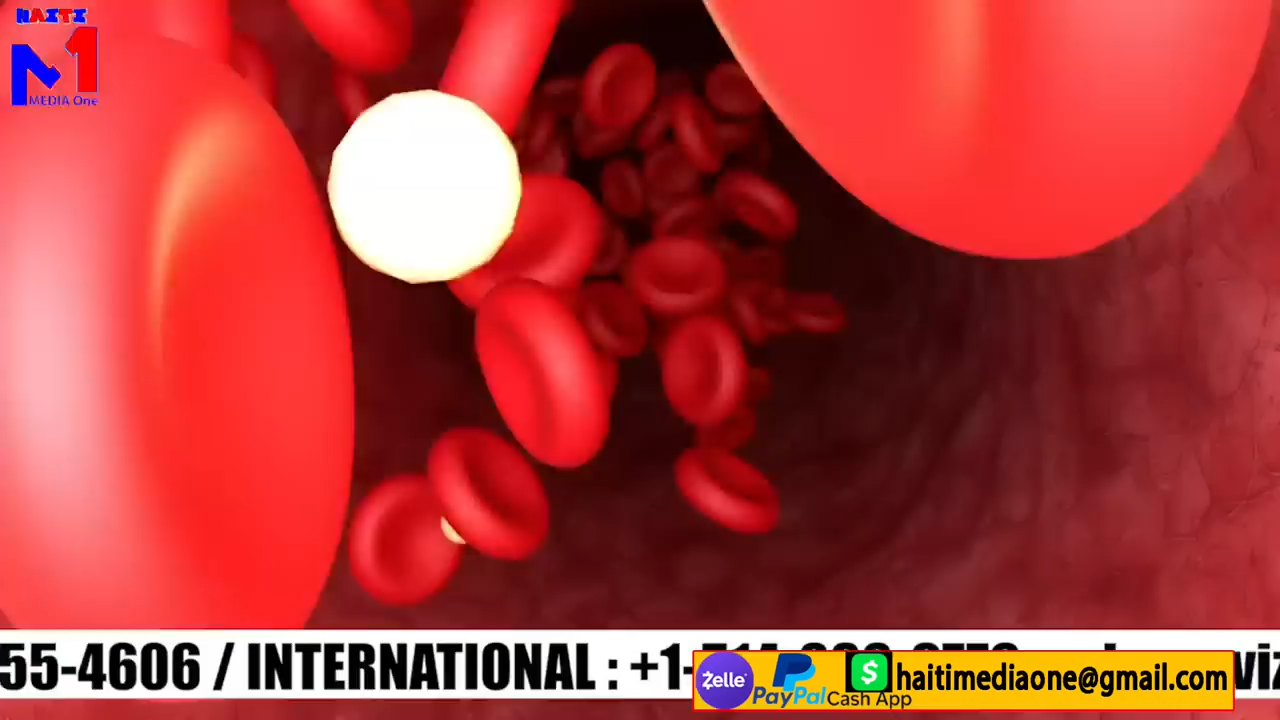 HAITI
M1
MEDIA One
55-4606 / INTERNATIONAL : +1-
Zelle
PayPal
$
Cash App
haitimediaone@gmail.com